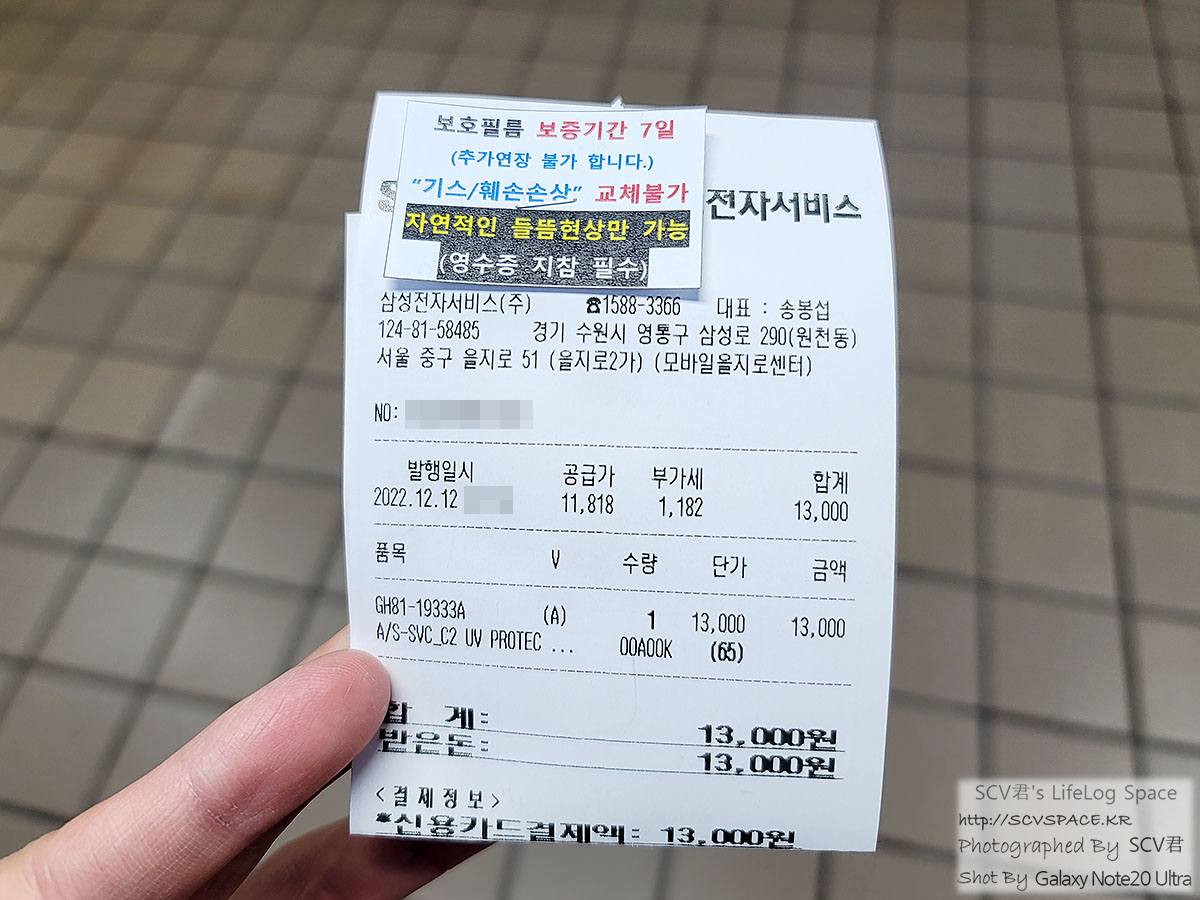 보호필름 보증기간 7일
(추가연장 불가 합니다.)
"기스/훼손손상" 교체불가
자연적인 들뜸현상만 가능
(영수증 지참 필수)
전자서비스
삼성전자서비스(주) ☎1588-3366 대표 : 송봉섭
124-81-58485 경기 수원시 영통구 삼성로 290(원천동)
서울 중구 을지로 51 (을지로2가) (모바일을지로센터)
NO:
발행일시 공급가 부가세 합계
2022.12.12 11,818 1,182 13,000
품목 V 수량 단가 금액
GH81-19333A (A) 1 13,000 13,000
A/S-SVC_C2 UV PROTEC ... 00A00K (65)
합 계: 13,000원
받은돈: 13,000원
<결제정보>
*신용카드결제액: 13,000원
SCV君's LifeLog Space
http://SCVSPACE.KR
Photographed By SCV君
Shot By Galaxy Note20 Ultra